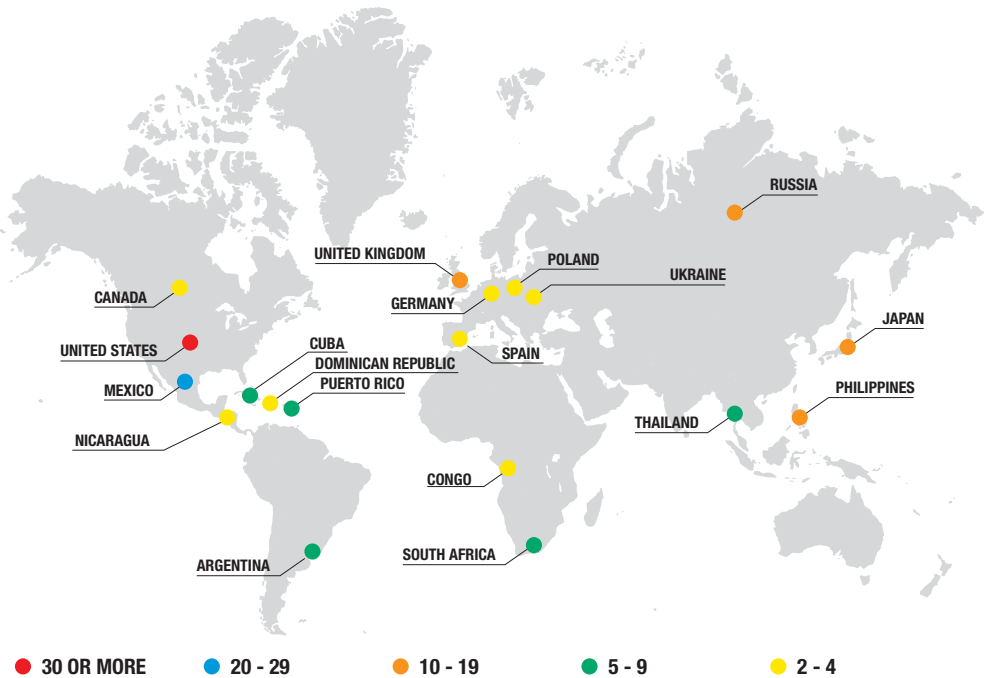 RUSSIA
UNITED KINGDOM
POLAND
UKRAINE
CANADA
GERMANY
JAPAN
UNITED STATES
CUBA
SPAIN
DOMINICAN REPUBLIC
MEXICO
PUERTO RICO
PHILIPPINES
THAILAND
NICARAGUA
CONGO
SOUTH AFRICA
ARGENTINA
30 OR MORE
20 - 29
10 - 19
5 - 9
2 - 4